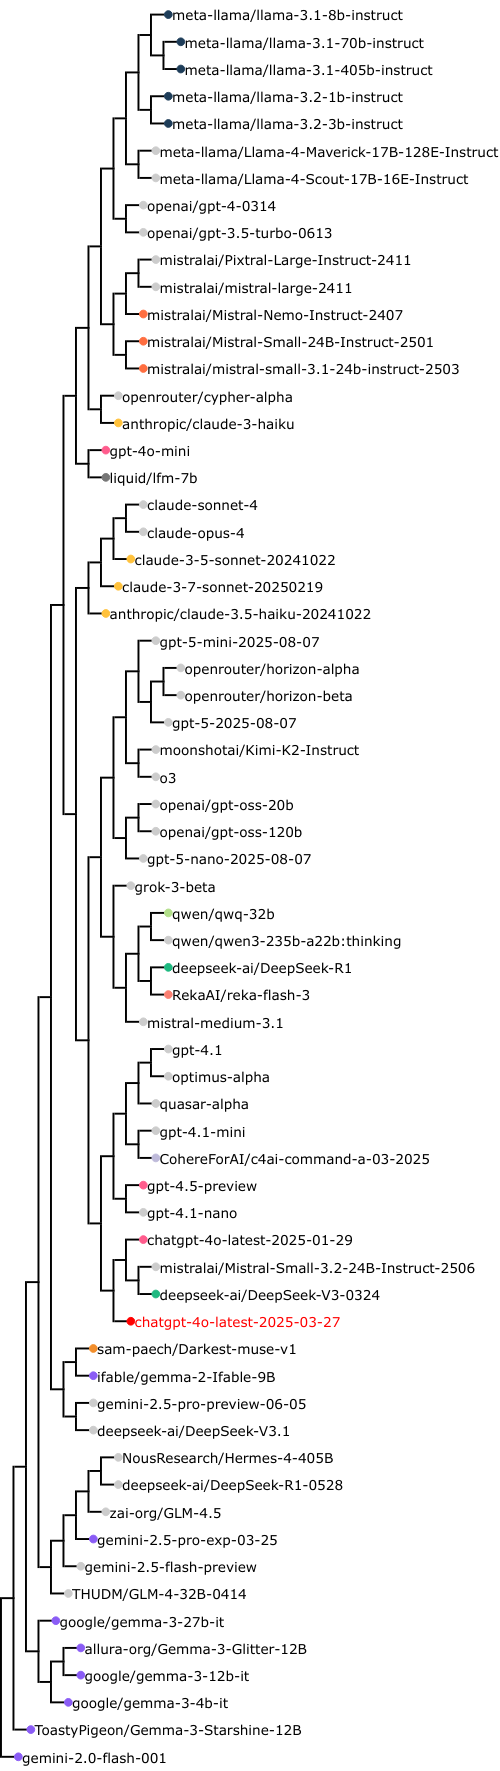 meta-llama/llama-3.1-8b-instruct
meta-llama/llama-3.1-70b-instruct
meta-llama/llama-3.1-405b-instruct
meta-llama/llama-3.2-1b-instruct
meta-llama/llama-3.2-3b-instruct
meta-llama/Llama-4-Maverick-17B-128E-Instruct
meta-llama/Llama-4-Scout-17B-16E-Instruct
openai/gpt-4-0314
openai/gpt-3.5-turbo-0613
mistralai/Pixtral-Large-Instruct-2411
mistralai/mistral-large-2411
mistralai/Mistral-Nemo-Instruct-2407
mistralai/Mistral-Small-24B-Instruct-2501
mistralai/mistral-small-3.1-24b-instruct-2503
openrouter/cypher-alpha
anthropic/claude-3-haiku
gpt-4o-mini
liquid/lfm-7b
claude-sonnet-4
claude-opus-4
claude-3-5-sonnet-20241022
claude-3-7-sonnet-20250219
anthropic/claude-3.5-haiku-20241022
gpt-5-mini-2025-08-07
openrouter/horizon-alpha
openrouter/horizon-beta
gpt-5-2025-08-07
moonshotai/Kimi-K2-Instruct
o3
openai/gpt-oss-20b
openai/gpt-oss-120b
gpt-5-nano-2025-08-07
grok-3-beta
qwen/qwq-32b
qwen/qwen3-235b-a22b:thinking
deepseek-ai/DeepSeek-R1
RekaAI/reka-flash-3
mistral-medium-3.1
gpt-4.1
optimus-alpha
quasar-alpha
gpt-4.1-mini
CohereForAI/c4ai-command-a-03-2025
gpt-4.5-preview
gpt-4.1-nano
chatgpt-4o-latest-2025-01-29
mistralai/Mistral-Small-3.2-24B-Instruct-2506
deepseek-ai/DeepSeek-V3-0324
chatgpt-4o-latest-2025-03-27
sam-paech/Darkest-muse-v1
ifable/gemma-2-Ifable-9B
gemini-2.5-pro-preview-06-05
deepseek-ai/DeepSeek-V3.1
NousResearch/Hermes-4-405B
deepseek-ai/DeepSeek-R1-0528
zai-org/GLM-4.5
gemini-2.5-pro-exp-03-25
gemini-2.5-flash-preview
THUDM/GLM-4-32B-0414
google/gemma-3-27b-it
allura-org/Gemma-3-Glitter-12B
google/gemma-3-12b-it
google/gemma-3-4b-it
ToastyPigeon/Gemma-3-Starshine-12B
gemini-2.0-flash-001